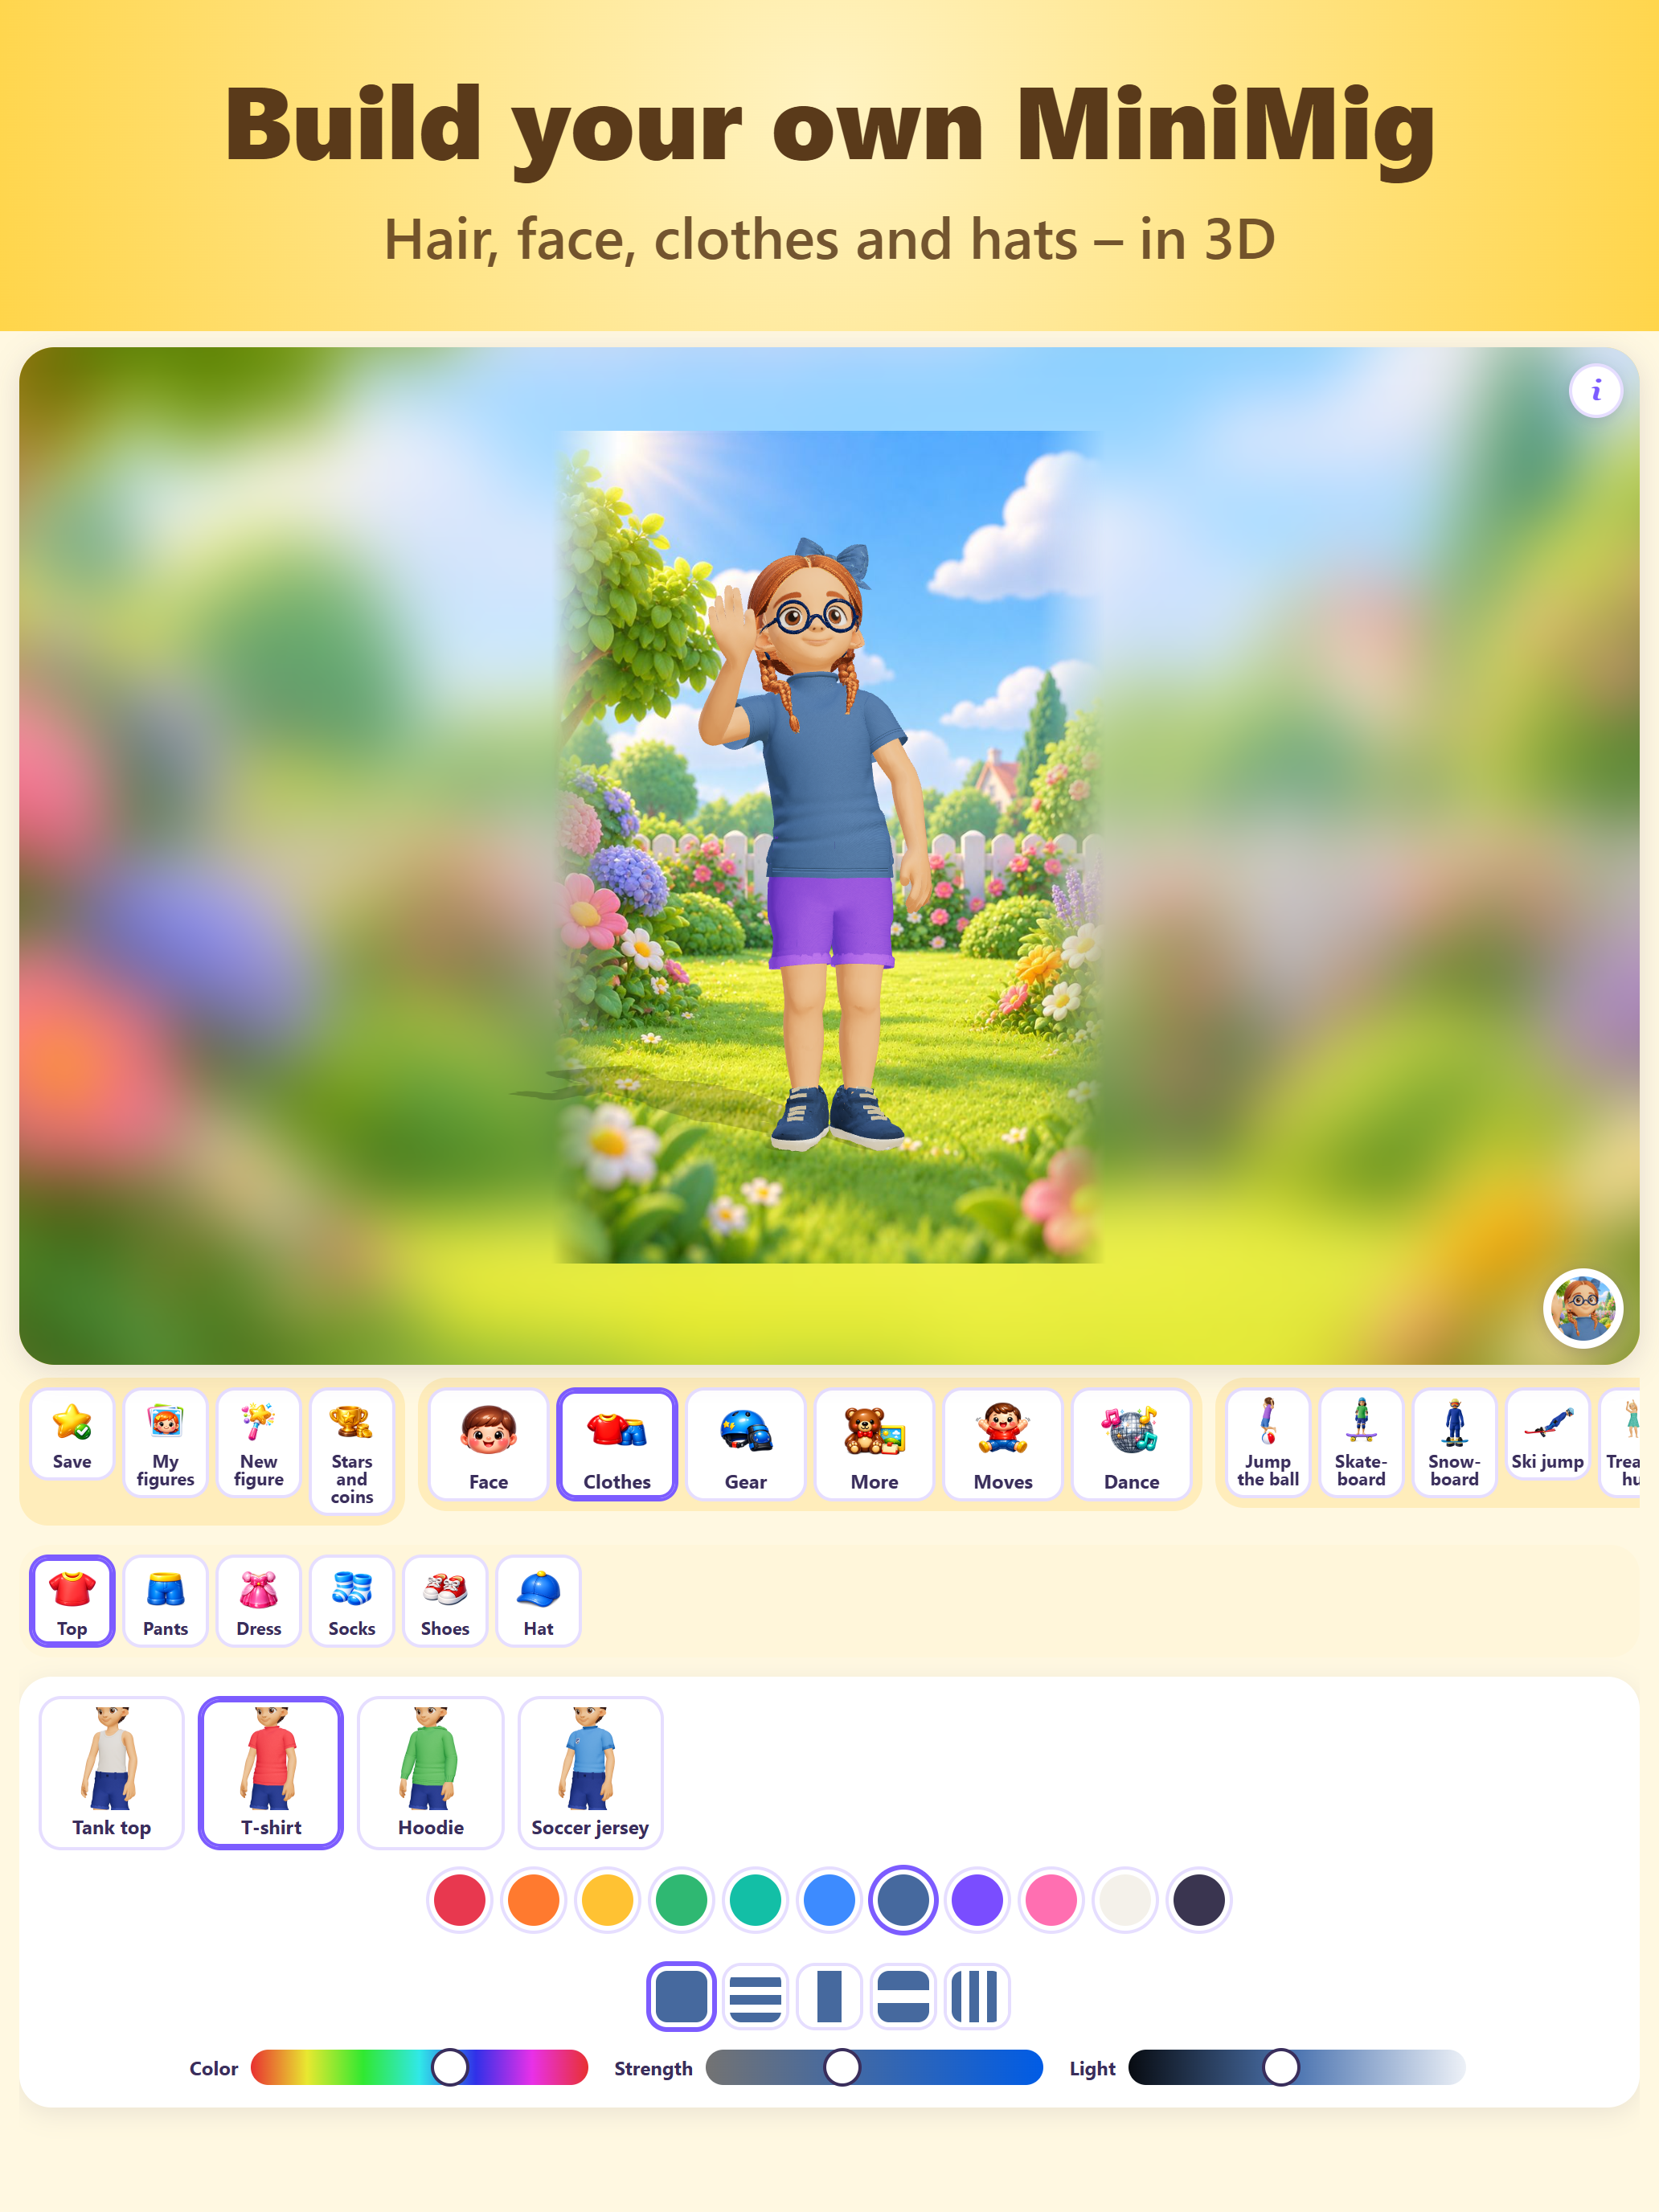 Build your own MiniMig
Hair, face, clothes and hats – in 3D
i
Save
My
figures
New
figure
Stars
and
coins
Face
Clothes
Gear
More
Moves
Dance
Jump
the ball
Skate-
board
Snow-
board
Ski jump
Top
Pants
Dress
Socks
Shoes
Hat
Tank top
T-shirt
Hoodie
Soccer jersey
Color
Strength
Light